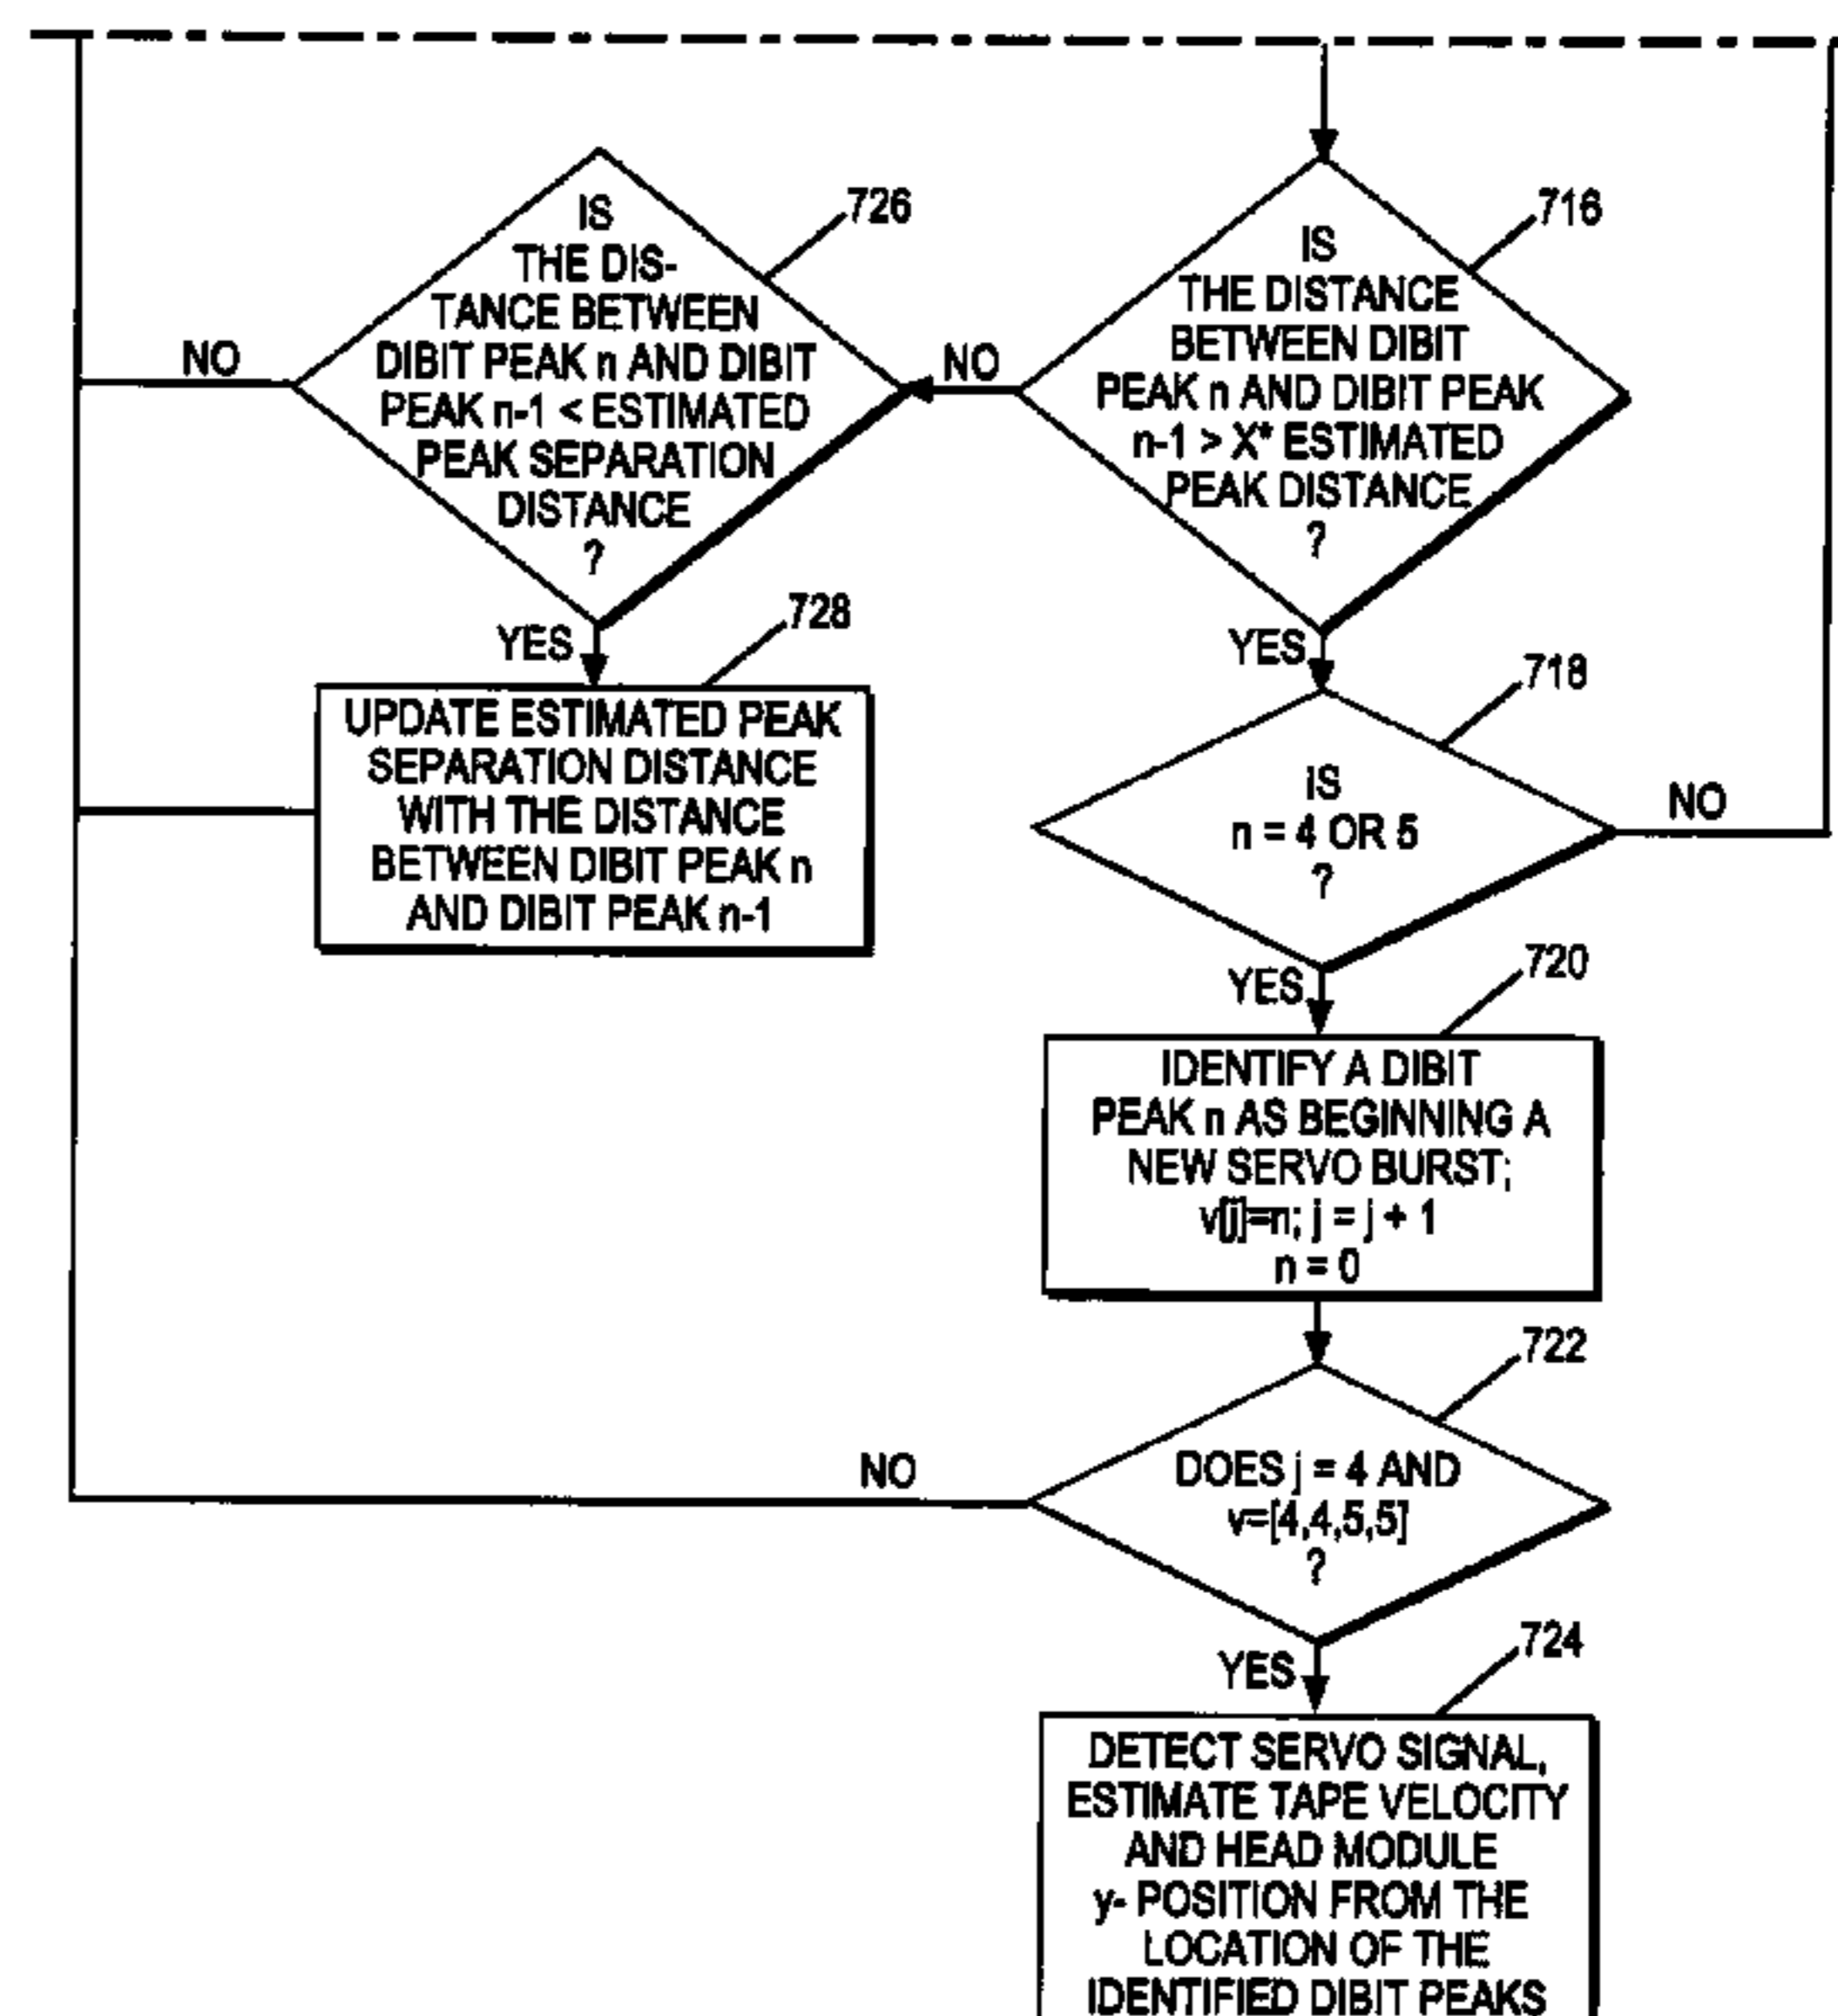 IS
THE DIS-
TANCE BETWEEN
DIBIT PEAK n AND DIBIT
PEAK n-1 < ESTIMATED
PEAK SEPARATION
DISTANCE
?
726
NO
YES
728
UPDATE ESTIMATED PEAK
SEPARATION DISTANCE
WITH THE DISTANCE
BETWEEN DIBIT PEAK n
AND DIBIT PEAK n-1
IS
THE DISTANCE
BETWEEN DIBIT
PEAK n AND DIBIT PEAK
n-1 > X* ESTIMATED
PEAK DISTANCE
?
716
NO
YES
718
IS
n = 4 OR 5
?
NO
YES
720
IDENTIFY A DIBIT
PEAK n AS BEGINNING A
NEW SERVO BURST;
v[j]=n; j = j + 1
n = 0
722
DOES j = 4 AND
v=[4,4,5,5]
?
NO
YES
724
DETECT SERVO SIGNAL,
ESTIMATE TAPE VELOCITY
AND HEAD MODULE
y- POSITION FROM THE
LOCATION OF THE
IDENTIFIED DIBIT PEAKS